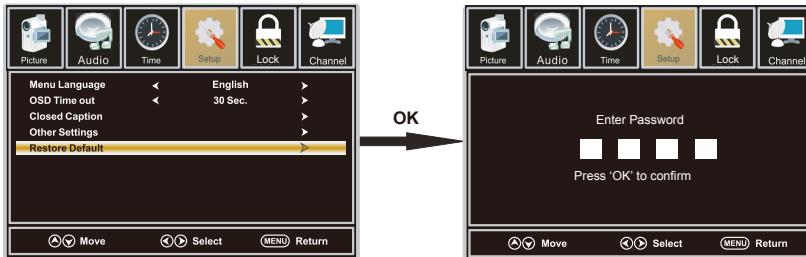 Picture Audio Time Setup Lock Channel
Menu Language English
OSD Time out 30 Sec.
Closed Caption
Other Settings
Restore Default
Move Select MENU Return
OK
Picture Audio Time Setup Lock Channel
Enter Password
Press ‘OK’ to confirm
Move Select MENU Return